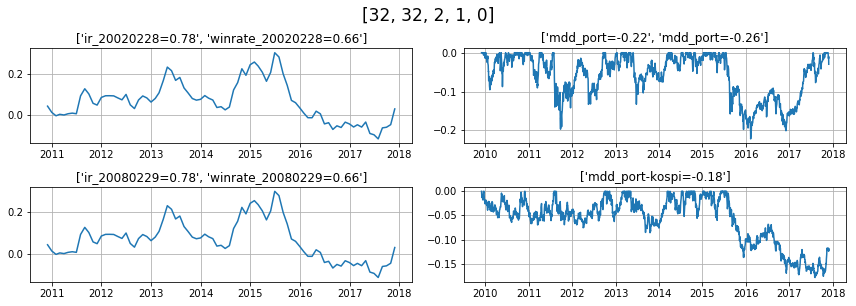 [32, 32, 2, 1, 0]
['ir_20020228=0.78', 'winrate_20020228=0.66']
0.2
0.0
2011 2012 2013 2014 2015 2016 2017 2018
['mdd_port=-0.22', 'mdd_port=-0.26']
0.0
−0.1
−0.2
2010 2011 2012 2013 2014 2015 2016 2017 2018
['ir_20080229=0.78', 'winrate_20080229=0.66']
0.2
0.0
2011 2012 2013 2014 2015 2016 2017 2018
['mdd_port-kospi=-0.18']
0.00
−0.05
−0.10
−0.15
2010 2011 2012 2013 2014 2015 2016 2017 2018